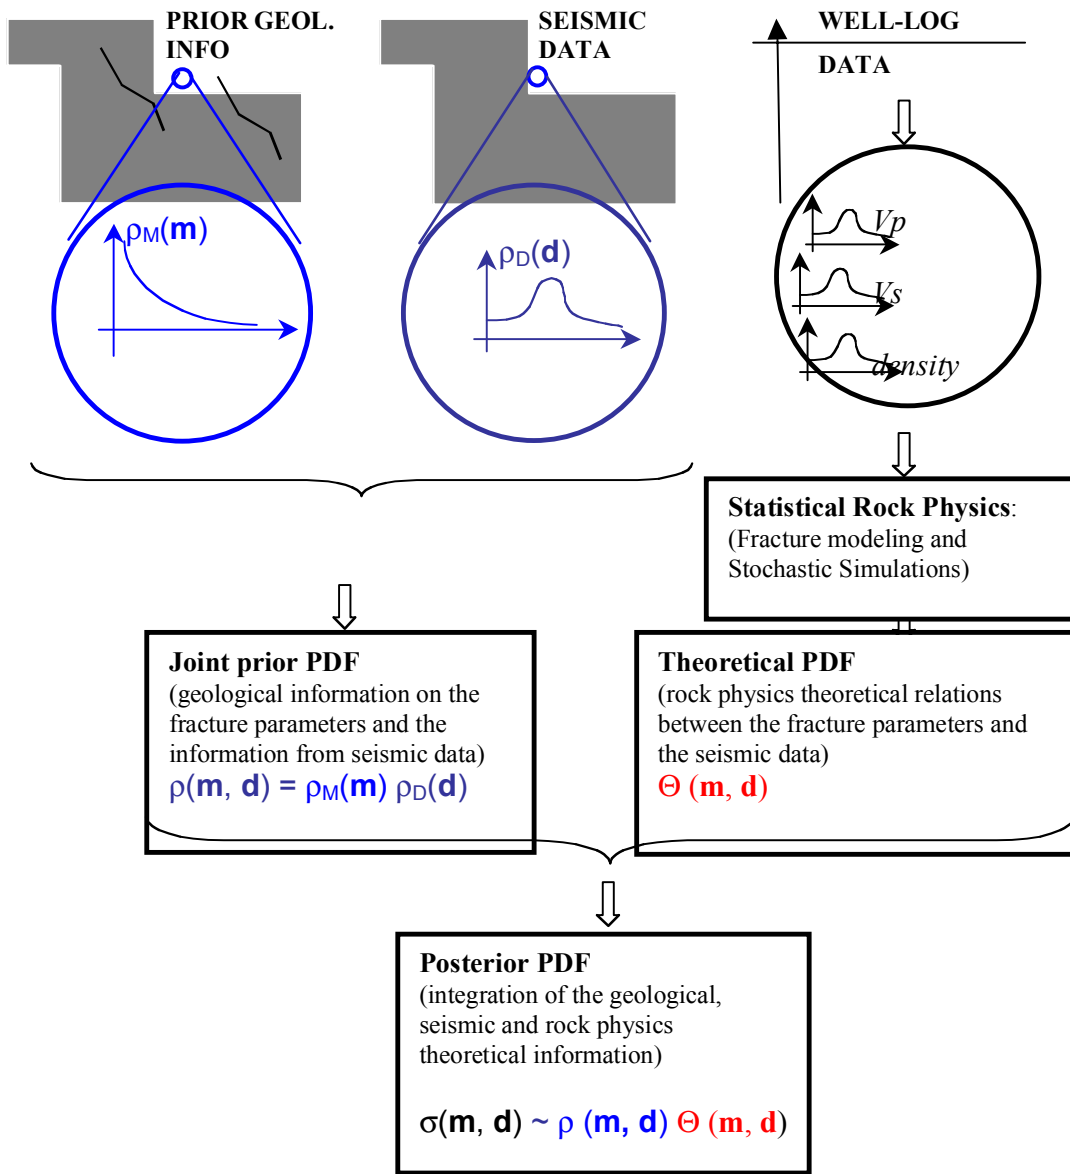 PRIOR GEOL.
INFO
SEISMIC
DATA
WELL-LOG
DATA
ρM(m)
ρD(d)
Vp
Vs
density
Statistical Rock Physics:
(Fracture modeling and
Stochastic Simulations)
Joint prior PDF
(geological information on the
fracture parameters and the
information from seismic data)
ρ(m, d) = ρM(m) ρD(d)
Theoretical PDF
(rock physics theoretical relations
between the fracture parameters and
the seismic data)
Θ (m, d)
Posterior PDF
(integration of the geological,
seismic and rock physics
theoretical information)
σ(m, d) ~ ρ (m, d) Θ (m, d)